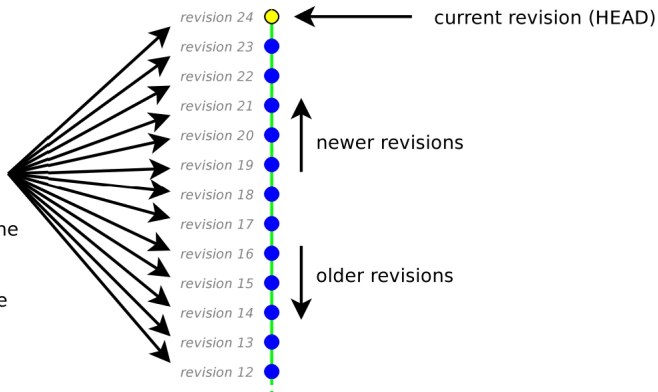 revision 24
current revision (HEAD)
revision 23
revision 22
revision 21
revision 20
newer revisions
revision 19
revision 18
revision 17
revision 16
older revisions
revision 15
revision 14
revision 13
revision 12